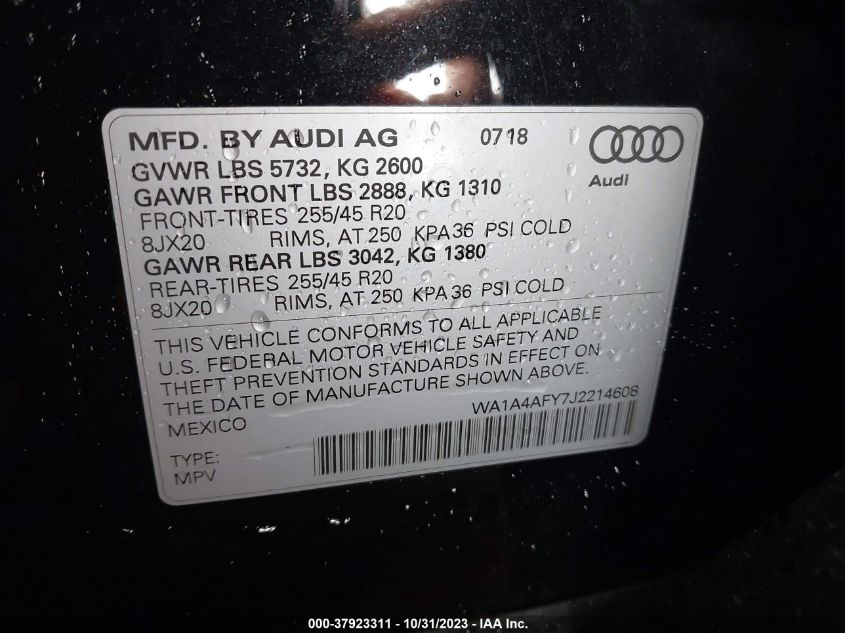 MFD. BY AUDI AG 07 18
GVWR LBS 5732, KG 2600
GAWR FRONT LBS 2888, KG 1310
FRONT-TIRES 255/45 R20
8JX20 RIMS, AT 250 KPA 36 PSI COLD
GAWR REAR LBS 3042, KG 1380
REAR-TIRES 255/45 R20
8JX20 RIMS, AT 250 KPA 36 PSI COLD
Audi
THIS VEHICLE CONFORMS TO ALL APPLICABLE
U.S. FEDERAL MOTOR VEHICLE SAFETY AND
THEFT PREVENTION STANDARDS IN EFFECT ON
THE DATE OF MANUFACTURE SHOWN ABOVE.
MEXICO WA1A4AFY7J2214608
TYPE:
MPV
000-37923311 - 10/31/2023 - IAA Inc.